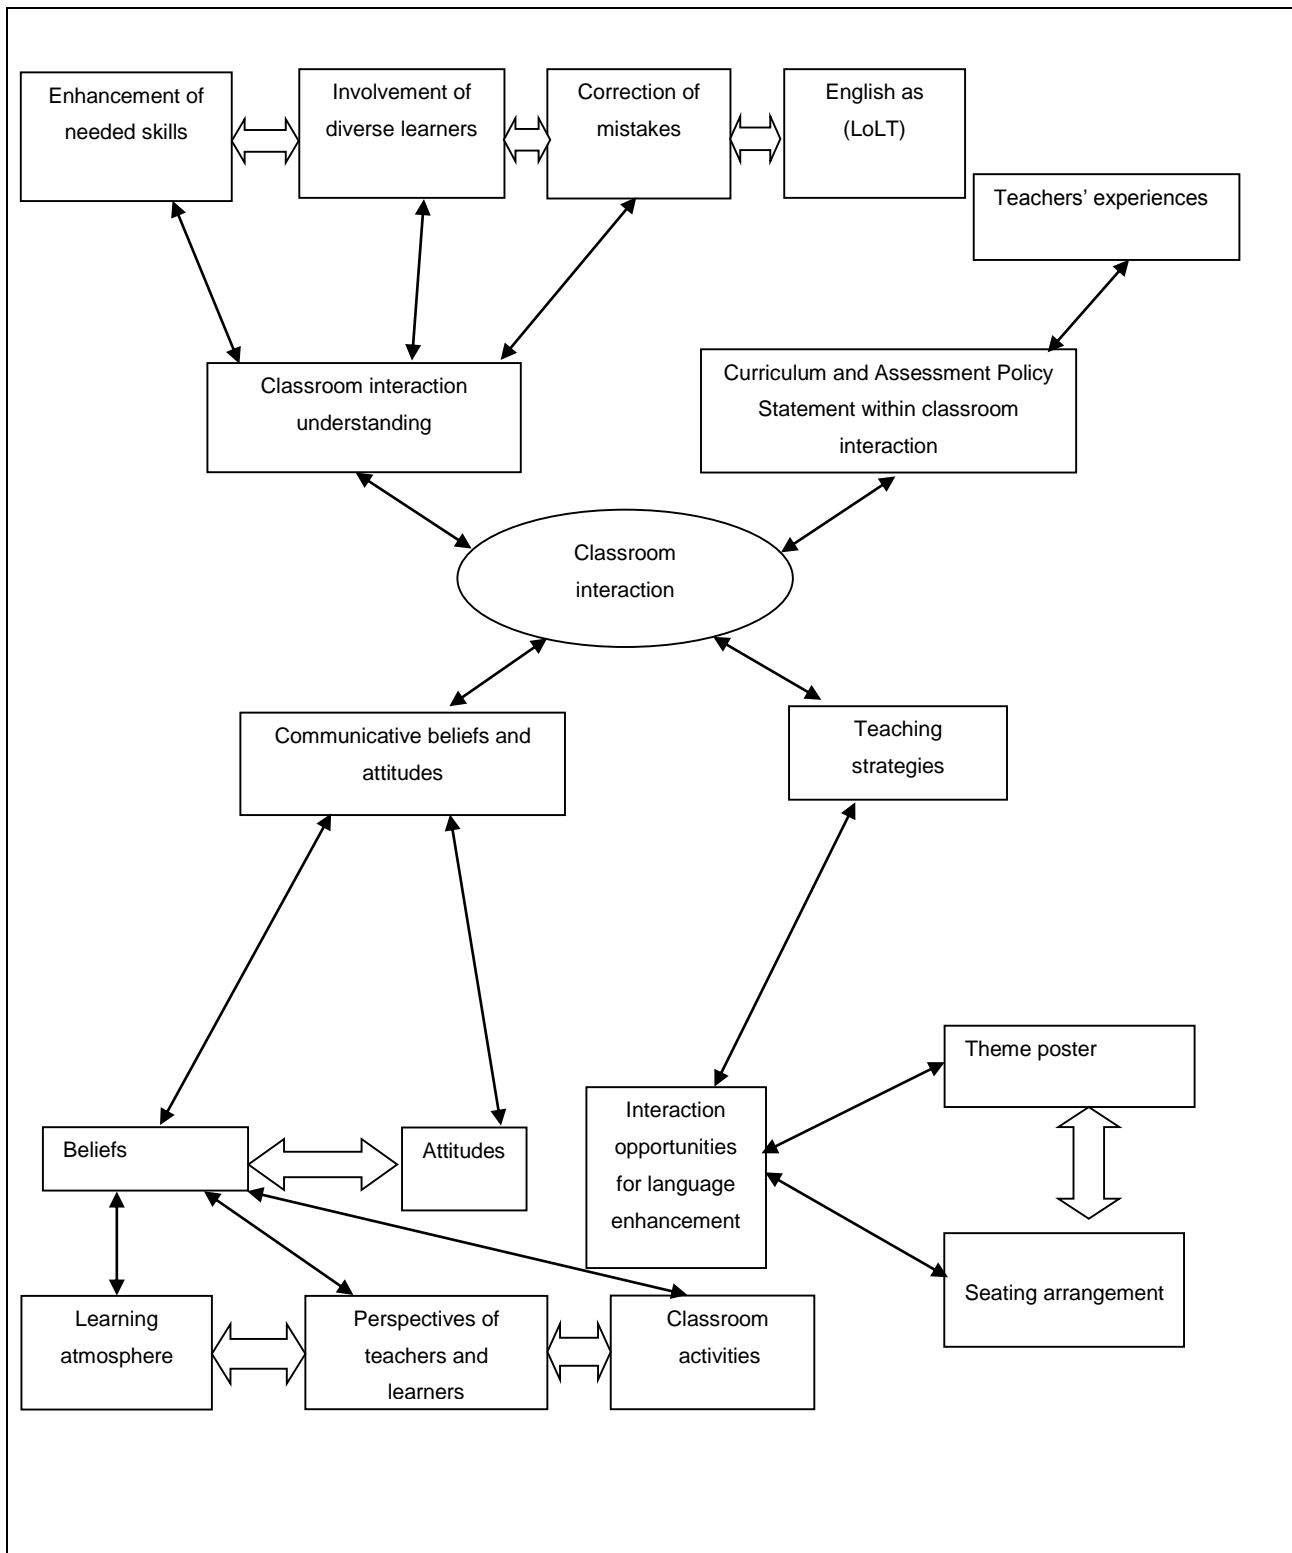 Enhancement of
needed skills
Involvement of
diverse learners
Correction of
mistakes
English as
(LoLT)
Teachers’ experiences
Classroom interaction
understanding
Curriculum and Assessment Policy
Statement within classroom
interaction
Classroom
interaction
Communicative beliefs and
attitudes
Teaching
strategies
Theme poster
Interaction
opportunities
for language
enhancement
Beliefs
Attitudes
Seating arrangement
Learning
atmosphere
Perspectives of
teachers and
learners
Classroom
activities